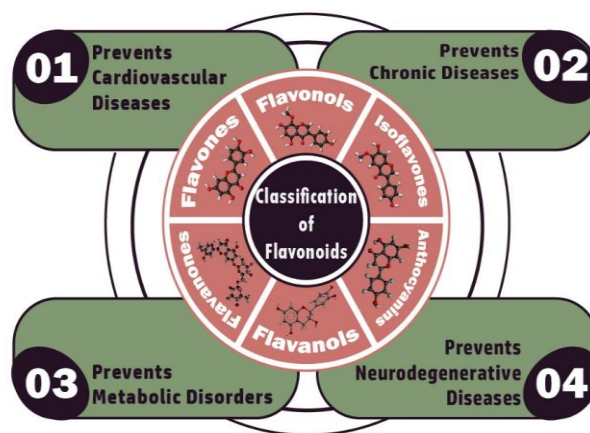 01
Prevents
Cardiovascular
Diseases
Prevents
Chronic Diseases
02
Flavones
Flavonols
Isoflavones
Classification
of
Flavonoids
Flavanones
Flavanols
Anthocyanins
03
Prevents
Metabolic Disorders
Prevents
Neurodegenerative
Diseases
04